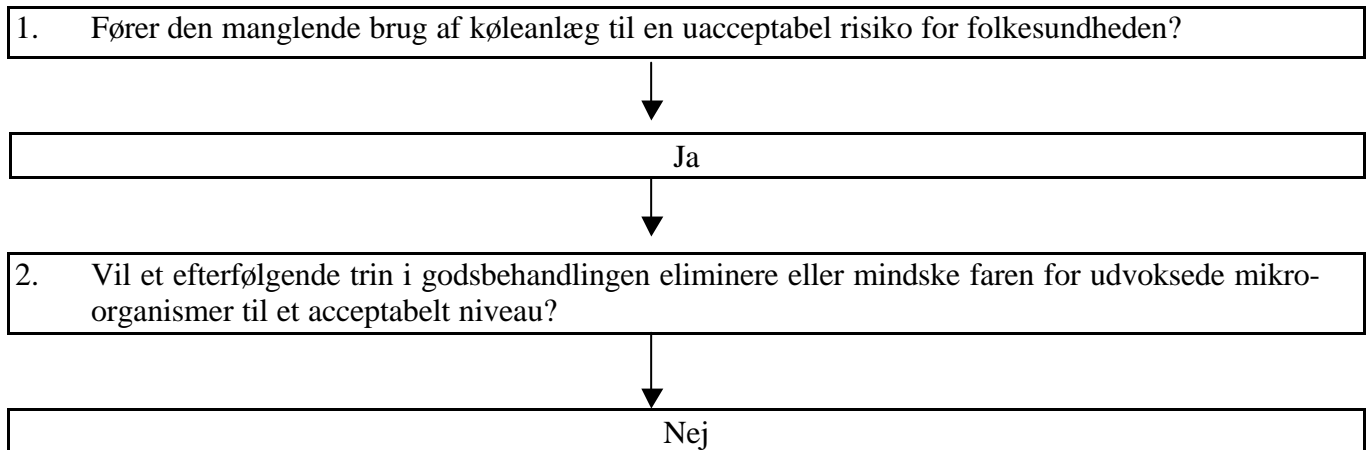 1. Fører den manglende brug af køleanlæg til en uacceptabel risiko for folkesundheden?
Ja
2. Vil et efterfølgende trin i godsbehandlingen eliminere eller mindske faren for udvoksede mikro-
organismer til et acceptabelt niveau?
Nej